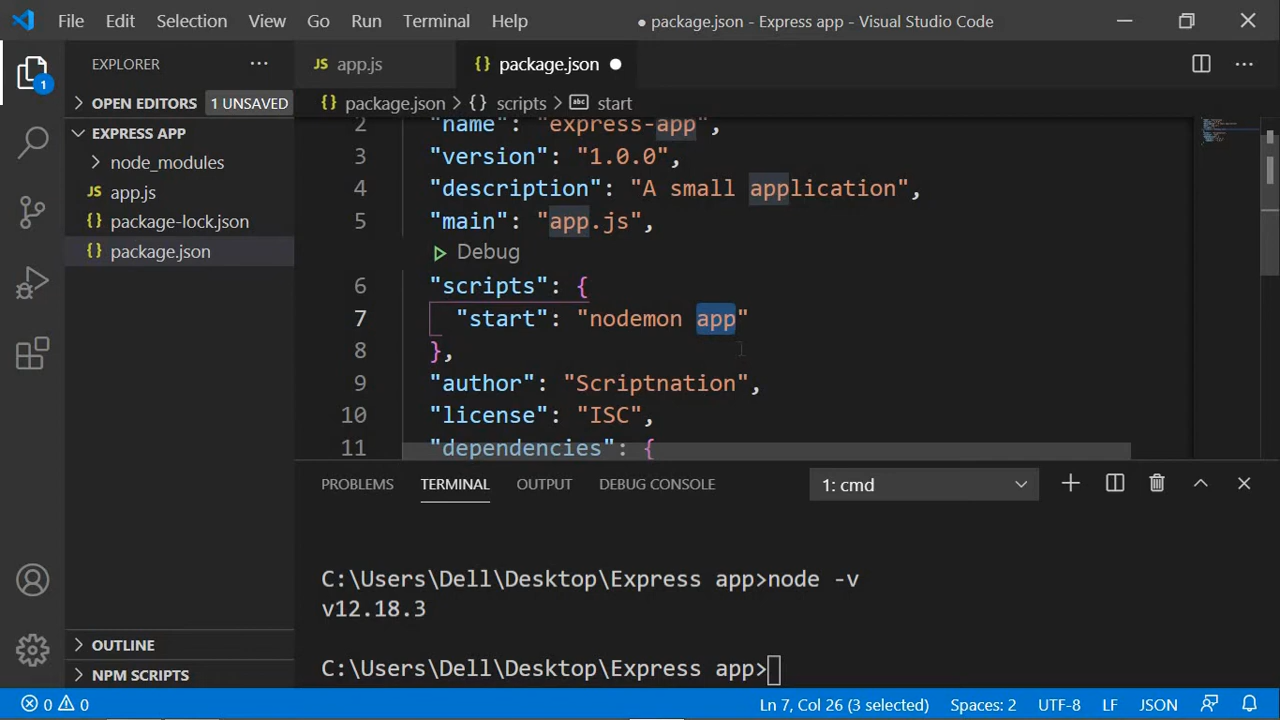 File Edit Selection View Go Run Terminal Help ● package.json - Express app - Visual Studio Code
EXPLORER
app.js
{} package.json
OPEN EDITORS 1 UNSAVED
{} package.json > {} scripts > abc start
EXPRESS APP
node_modules
JS app.js
{} package-lock.json
{} package.json
1
2 "name": "express-app",
3 "version": "1.0.0",
4 "description": "A small application",
5 "main": "app.js",
Debug
6 "scripts": {
7 "start": "nodemon app"
8 },
9 "author": "Scriptnation",
10 "license": "ISC",
11 "dependencies": {
PROBLEMS TERMINAL OUTPUT DEBUG CONSOLE 1: cmd
C:\Users\Dell\Desktop\Express app>node -v
v12.18.3
C:\Users\Dell\Desktop\Express app>
OUTLINE
NPM SCRIPTS
0 0 Ln 7, Col 26 (3 selected) Spaces: 2 UTF-8 LF JSON